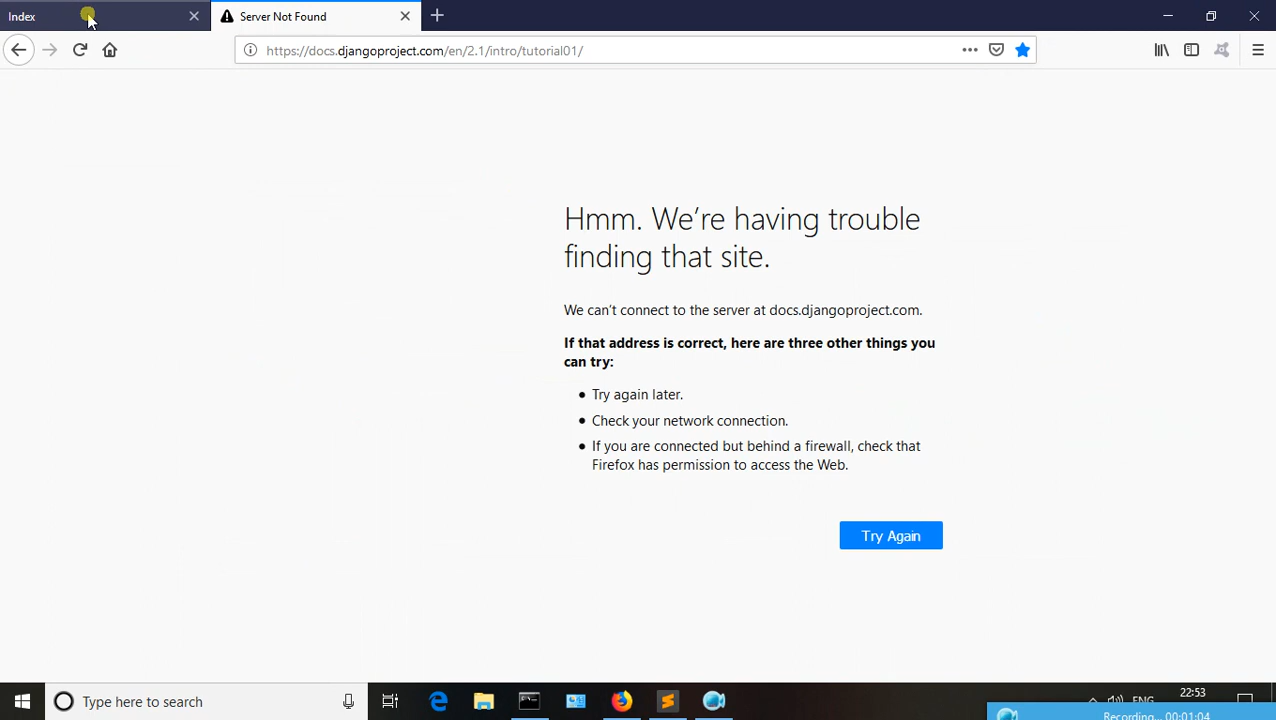 Index
Server Not Found
https://docs.djangoproject.com/en/2.1/intro/tutorial01/
Hmm. We’re having trouble
finding that site.
We can’t connect to the server at docs.djangoproject.com.
If that address is correct, here are three other things you
can try:
Try again later.
Check your network connection.
If you are connected but behind a firewall, check that
Firefox has permission to access the Web.
Try Again
Type here to search
ENG
22:53
Recording... 00:01:04